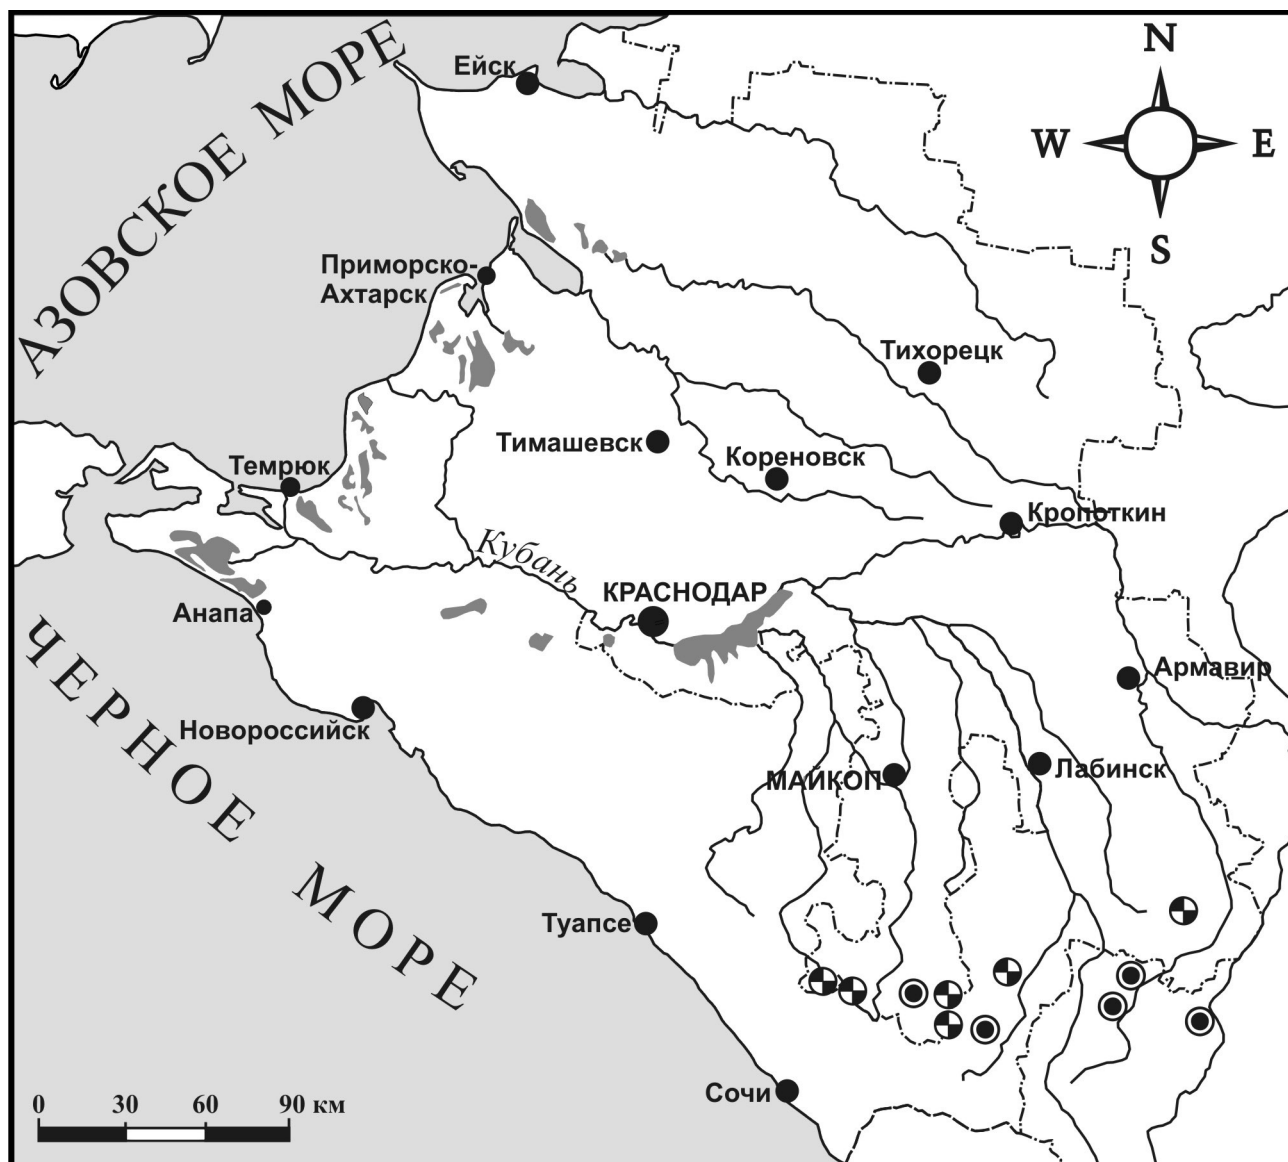 N
Ейск
W E
АЗОВСКОЕ МОРЕ
S
Приморско-
Ахтарск
Тихорецк
Тимашевск
Кореновск
Темрюк
Кропоткин
Кубань
КРАСНОДАР
Анапа
Армавир
Новороссийск
МАЙКОП
Лабинск
ЧЕРНОЕ МОРЕ
Туапсе
Сочи
0 30 60 90 км